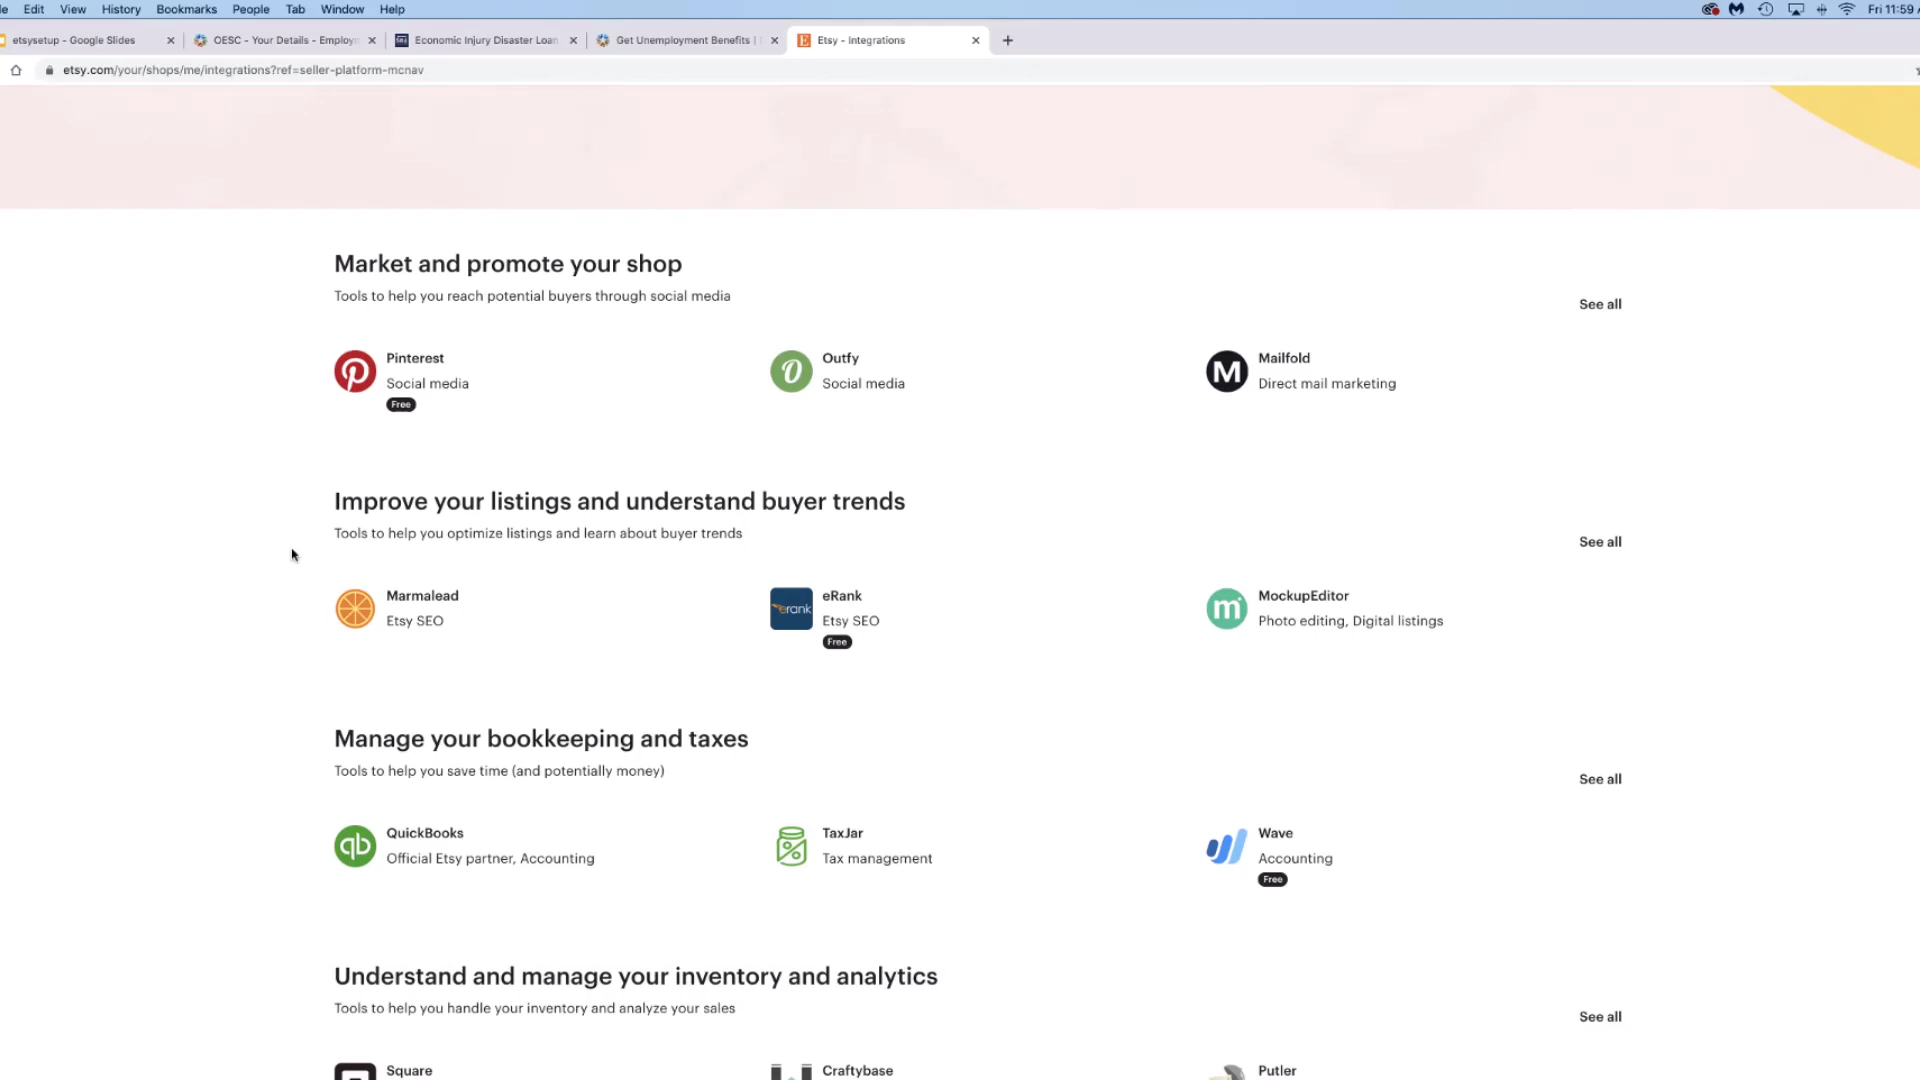 Edit View History Bookmarks People Tab Window Help Fri 11:59
etsysetup - Google Slides OESC - Your Details - Employm Economic Injury Disaster Loan Get Unemployment Benefits | Etsy - Integrations
etsy.com/your/shops/me/integrations?ref=seller-platform-mcnav
Market and promote your shop
Tools to help you reach potential buyers through social media
See all
Pinterest
Social media
Free
Outfy
Social media
M
Mailfold
Direct mail marketing
Improve your listings and understand buyer trends
Tools to help you optimize listings and learn about buyer trends
See all
Marmalead
Etsy SEO
erank
eRank
Etsy SEO
Free
m
MockupEditor
Photo editing, Digital listings
Manage your bookkeeping and taxes
Tools to help you save time (and potentially money)
See all
qb
QuickBooks
Official Etsy partner, Accounting
TaxJar
Tax management
Wave
Accounting
Free
Understand and manage your inventory and analytics
Tools to help you handle your inventory and analyze your sales
See all
Square
Craftybase
Putler